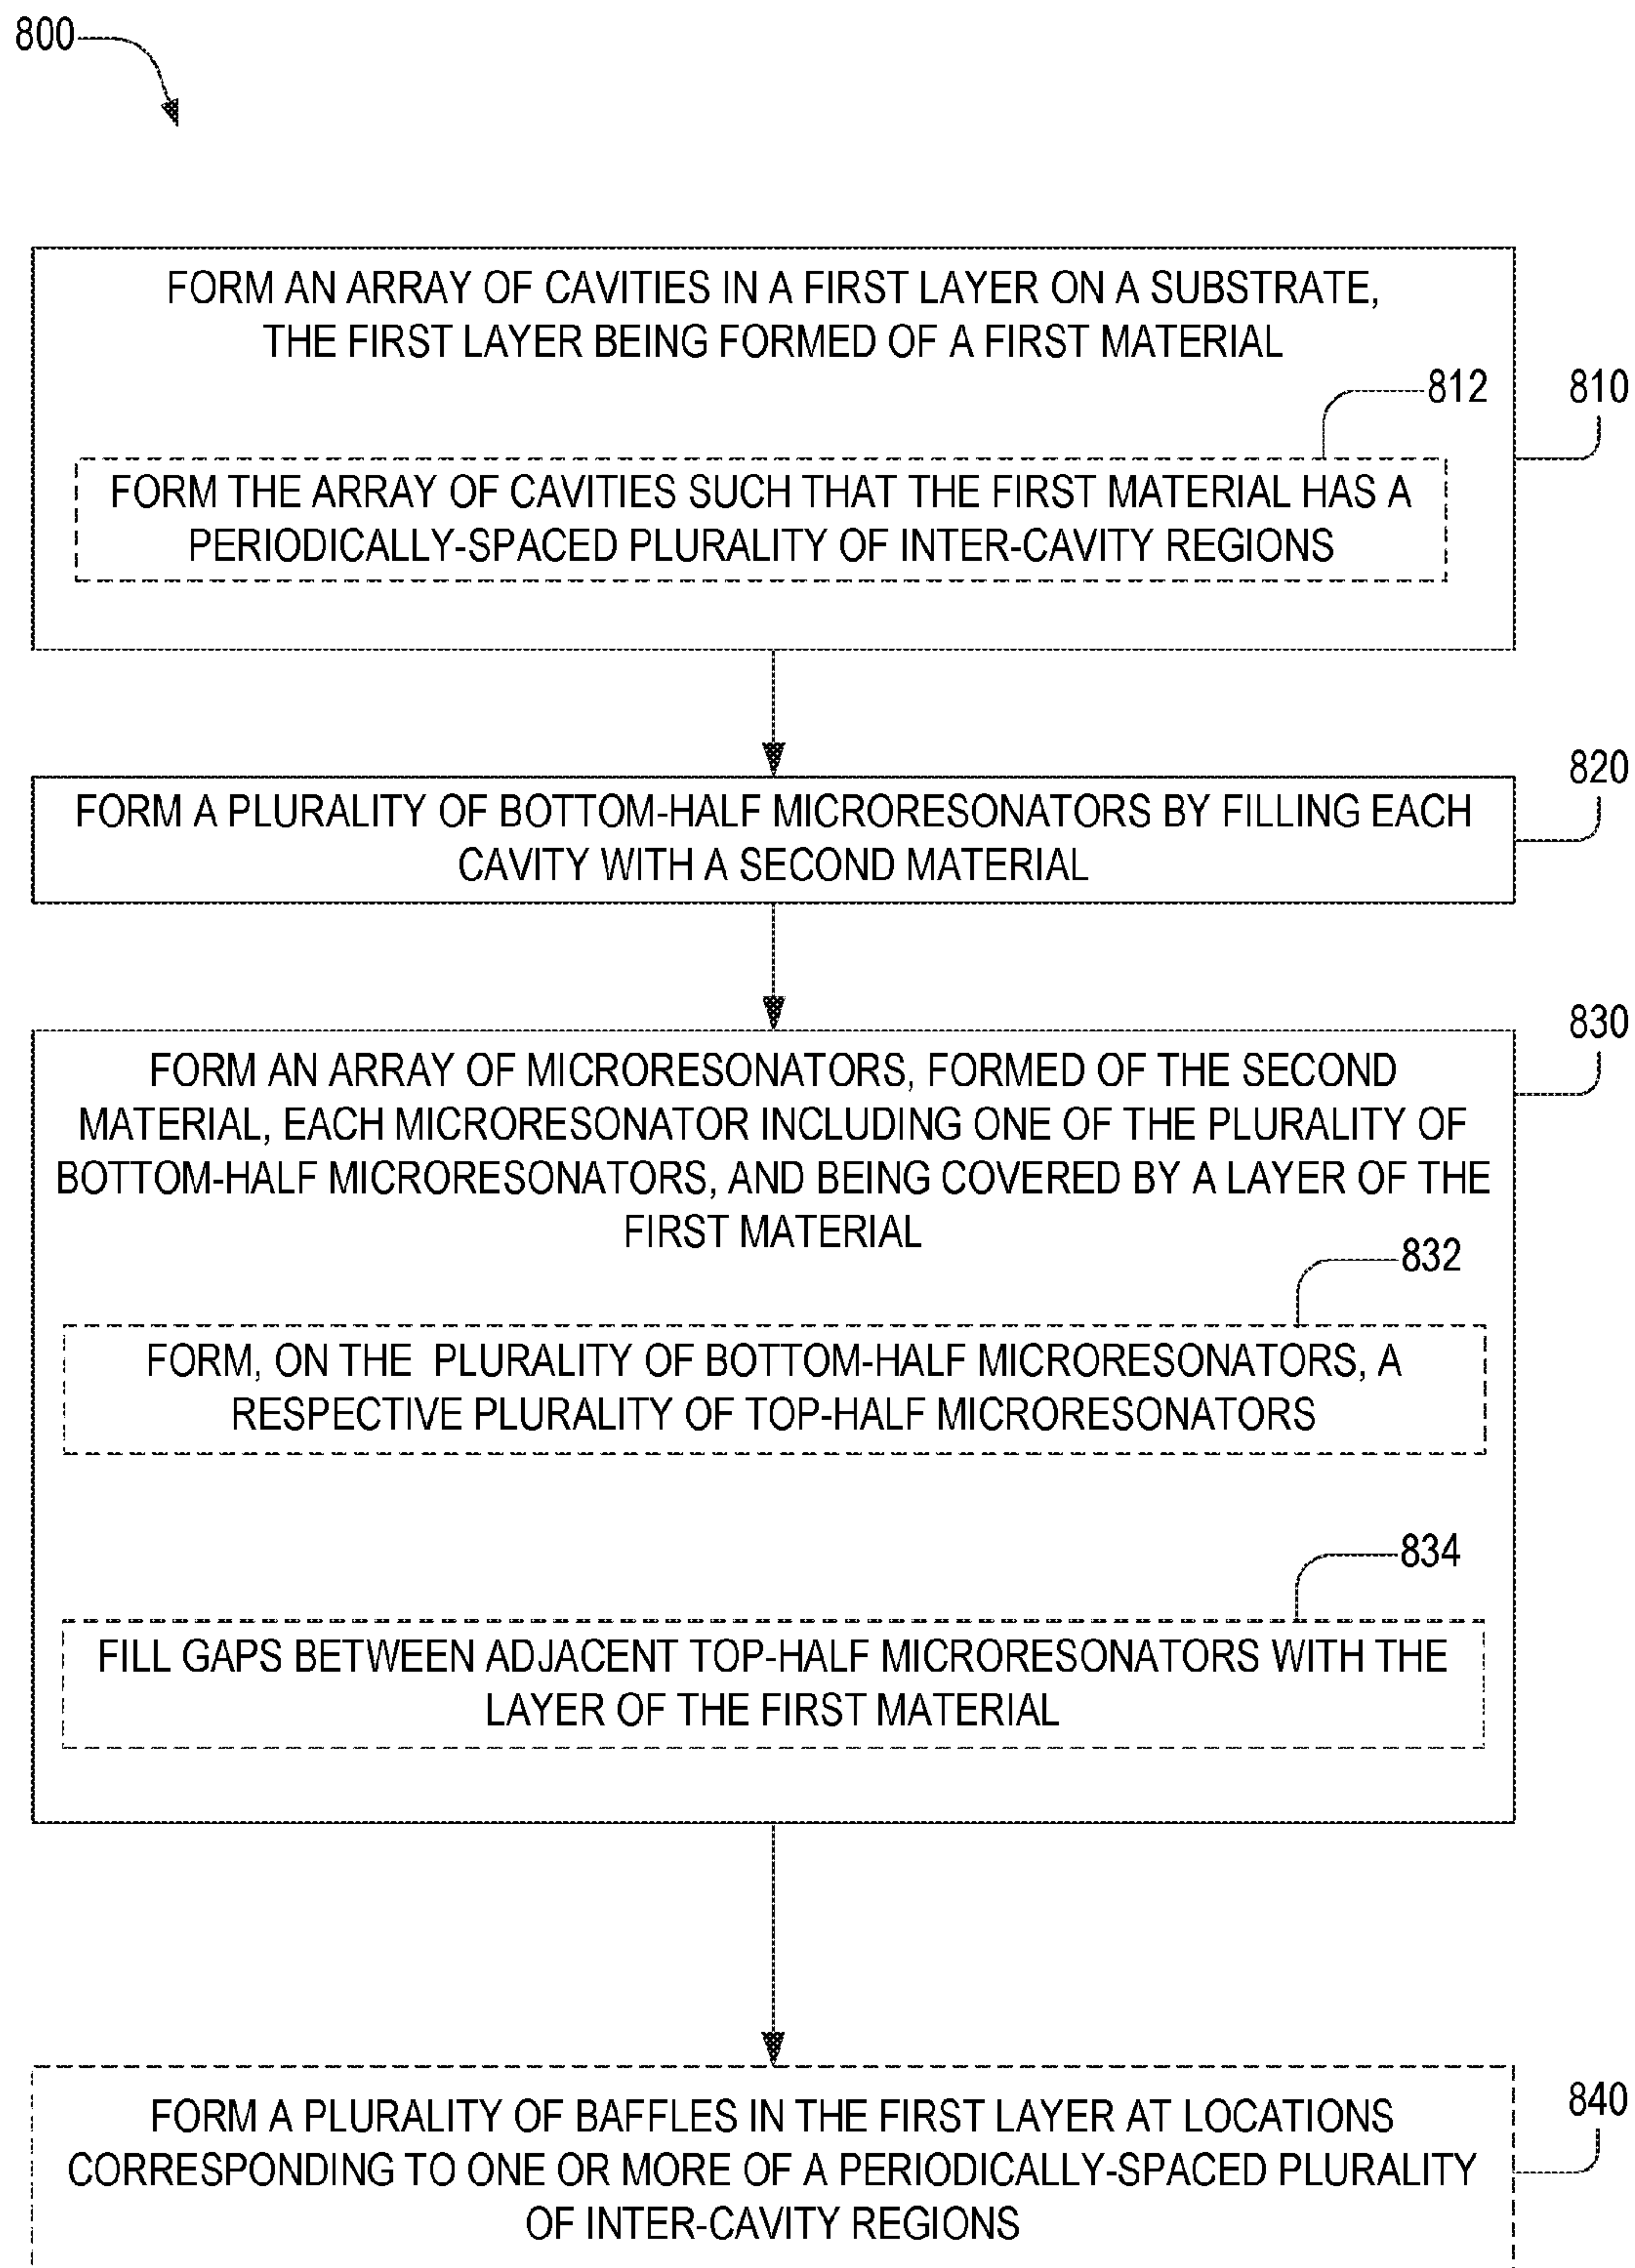 800
FORM AN ARRAY OF CAVITIES IN A FIRST LAYER ON A SUBSTRATE,
THE FIRST LAYER BEING FORMED OF A FIRST MATERIAL
812
810
FORM THE ARRAY OF CAVITIES SUCH THAT THE FIRST MATERIAL HAS A
PERIODICALLY-SPACED PLURALITY OF INTER-CAVITY REGIONS
820
FORM A PLURALITY OF BOTTOM-HALF MICRORESONATORS BY FILLING EACH
CAVITY WITH A SECOND MATERIAL
830
FORM AN ARRAY OF MICRORESONATORS, FORMED OF THE SECOND
MATERIAL, EACH MICRORESONATOR INCLUDING ONE OF THE PLURALITY OF
BOTTOM-HALF MICRORESONATORS, AND BEING COVERED BY A LAYER OF THE
FIRST MATERIAL
832
FORM, ON THE PLURALITY OF BOTTOM-HALF MICRORESONATORS, A
RESPECTIVE PLURALITY OF TOP-HALF MICRORESONATORS
834
FILL GAPS BETWEEN ADJACENT TOP-HALF MICRORESONATORS WITH THE
LAYER OF THE FIRST MATERIAL
840
FORM A PLURALITY OF BAFFLES IN THE FIRST LAYER AT LOCATIONS
CORRESPONDING TO ONE OR MORE OF A PERIODICALLY-SPACED PLURALITY
OF INTER-CAVITY REGIONS